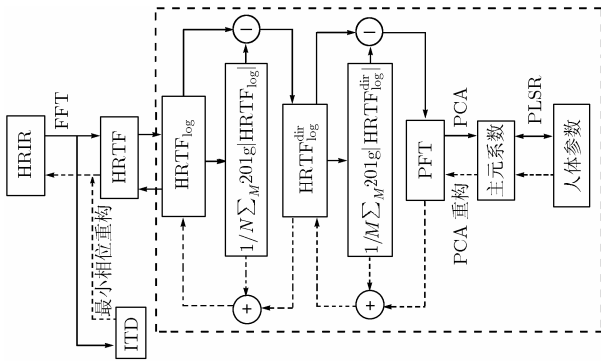 HRIR
FFT
最小相位重构
HRTF
ITD
HRTF_log
−
1/N∑_M 20lg|HRTF_log|
+
HRTF_log^dir
−
1/M∑_M 20lg|HRTF_log^dir|
+
PFT
PCA 重构
PCA
主元系数
PLSR
人体参数